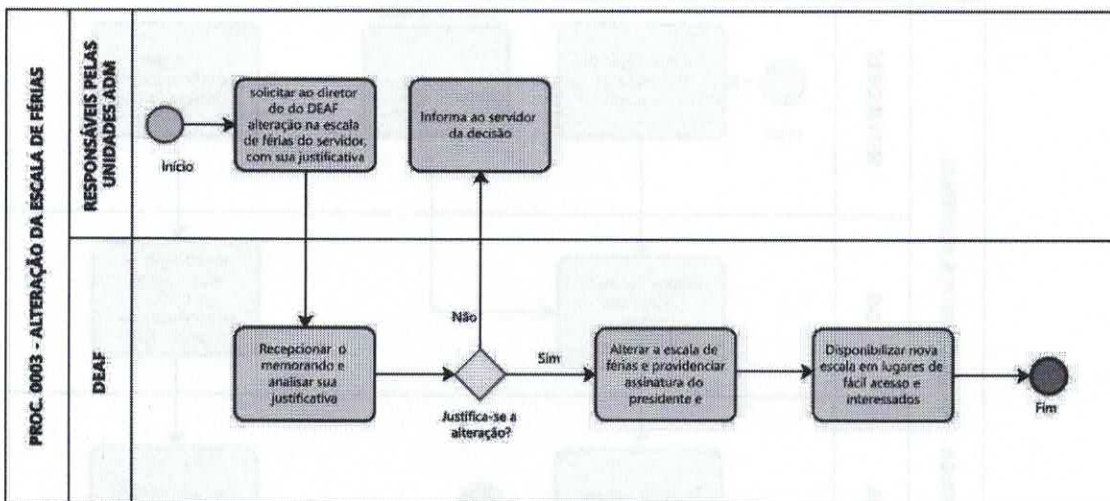 PROC. 0003 - ALTERAÇÃO DA ESCALA DE FÉRIAS
RESPONSÁVEIS PELAS
UNIDADES ADM
Início
solicitar ao diretor
do do DEAF
alteração na escala
de férias do servidor,
com sua justificativa
Informa ao servidor
da decisão
DEAF
Recepcionar o
memorando e
analisar sua
justificativa
Não
Justifica-se a
alteração?
Sim
Alterar a escala de
férias e providenciar
assinatura do
presidente e
Disponibilizar nova
escala em lugares de
fácil acesso e
interessados
Fim